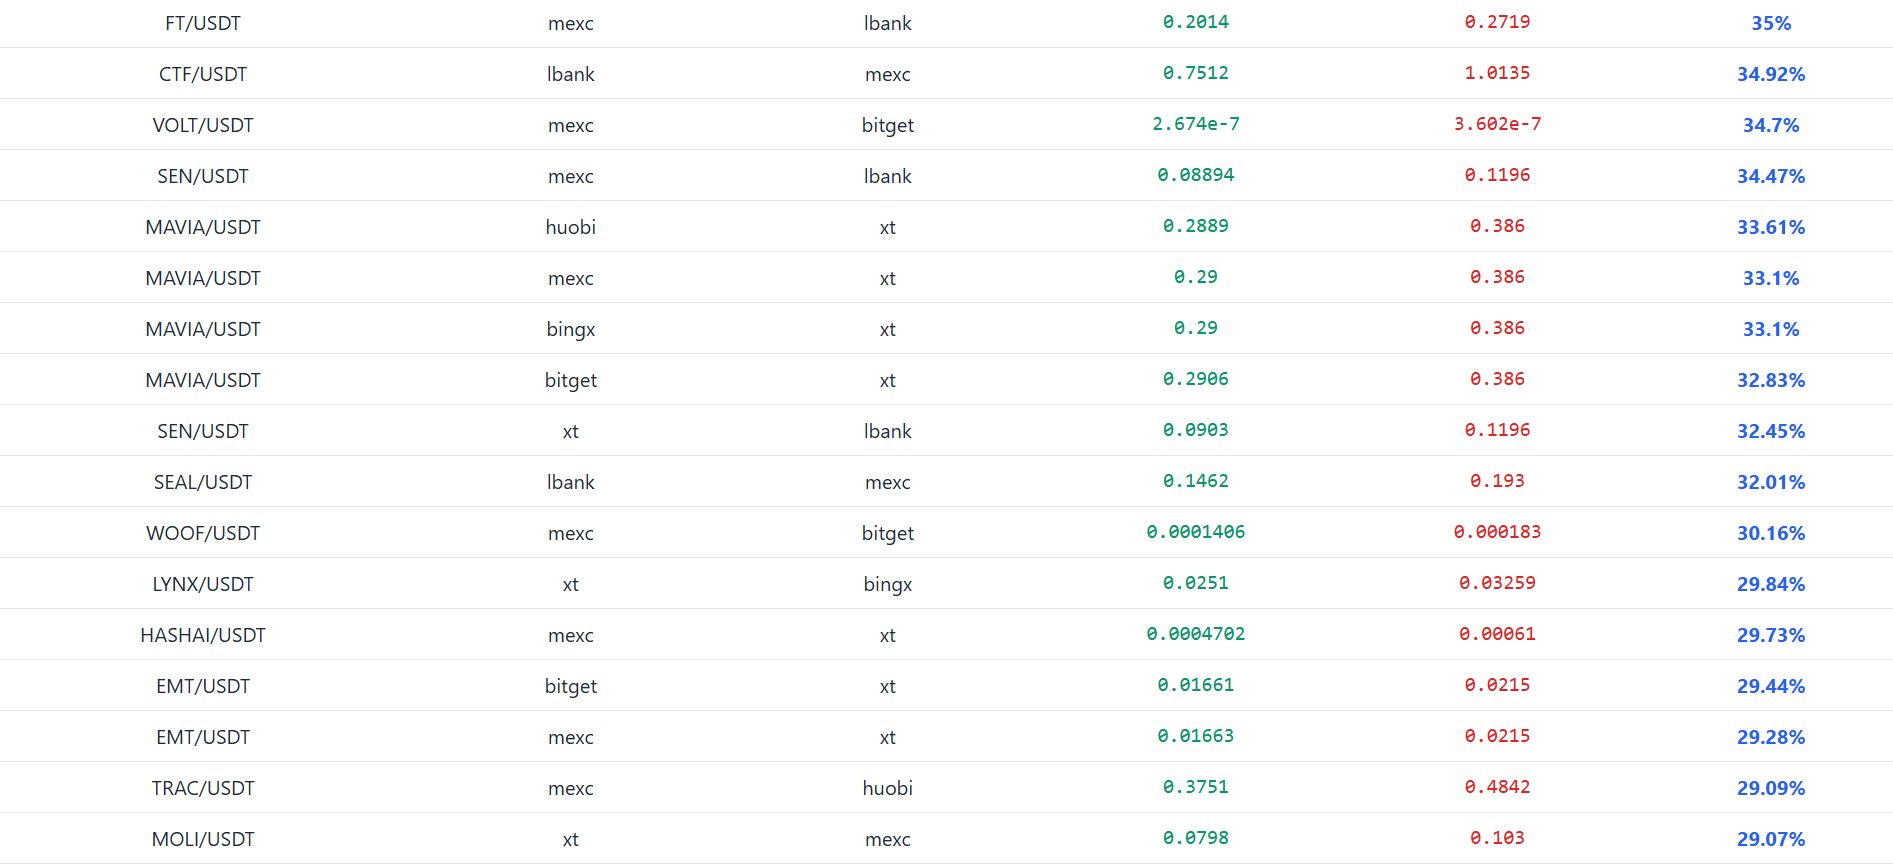 FT/USDT mexc lbank 0.2014 0.2719 35%
CTF/USDT lbank mexc 0.7512 1.0135 34.92%
VOLT/USDT mexc bitget 2.674e-7 3.602e-7 34.7%
SEN/USDT mexc lbank 0.08894 0.1196 34.47%
MAVIA/USDT huobi xt 0.2889 0.386 33.61%
MAVIA/USDT mexc xt 0.29 0.386 33.1%
MAVIA/USDT bingx xt 0.29 0.386 33.1%
MAVIA/USDT bitget xt 0.2906 0.386 32.83%
SEN/USDT xt lbank 0.0903 0.1196 32.45%
SEAL/USDT lbank mexc 0.1462 0.193 32.01%
WOOF/USDT mexc bitget 0.0001406 0.000183 30.16%
LYNX/USDT xt bingx 0.0251 0.03259 29.84%
HASHAI/USDT mexc xt 0.0004702 0.00061 29.73%
EMT/USDT bitget xt 0.01661 0.0215 29.44%
EMT/USDT mexc xt 0.01663 0.0215 29.28%
TRAC/USDT mexc huobi 0.3751 0.4842 29.09%
MOLI/USDT xt mexc 0.0798 0.103 29.07%